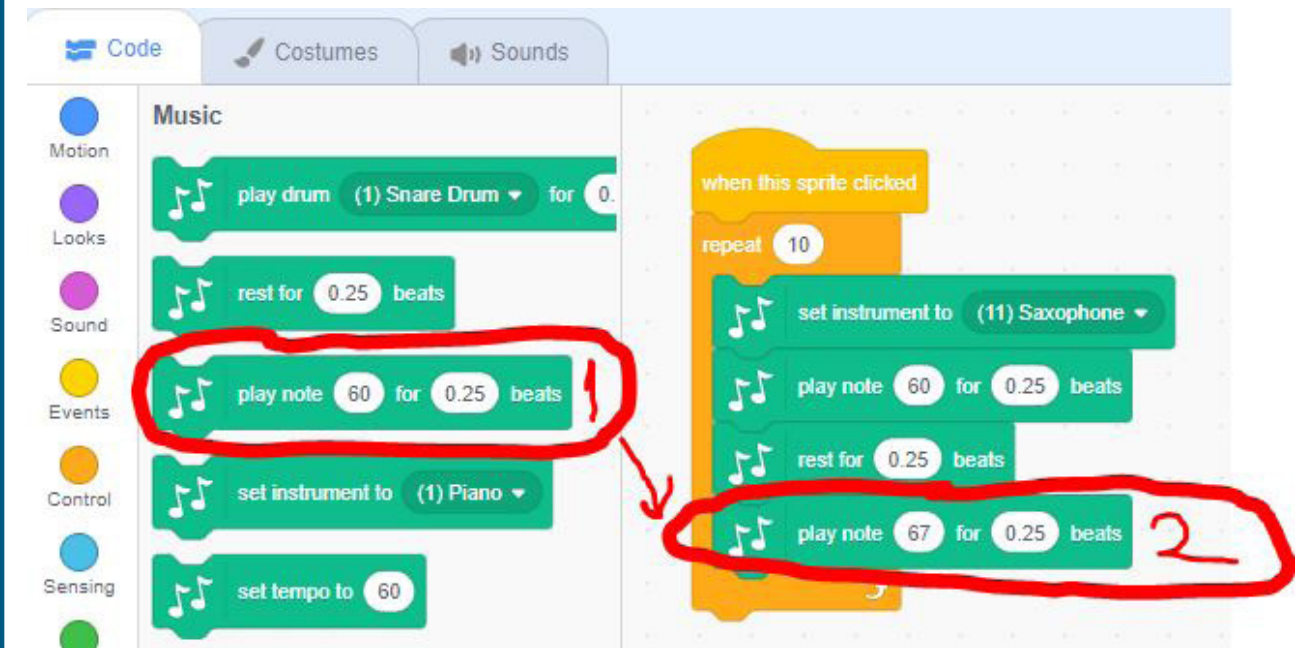 Code Costumes Sounds
Motion
Looks
Sound
Events
Control
Sensing
Music
play drum (1) Snare Drum for 0.
rest for 0.25 beats
play note 60 for 0.25 beats 1
set instrument to (1) Piano
set tempo to 60
when this sprite clicked
repeat 10
set instrument to (11) Saxophone
play note 60 for 0.25 beats
rest for 0.25 beats
play note 67 for 0.25 beats 2